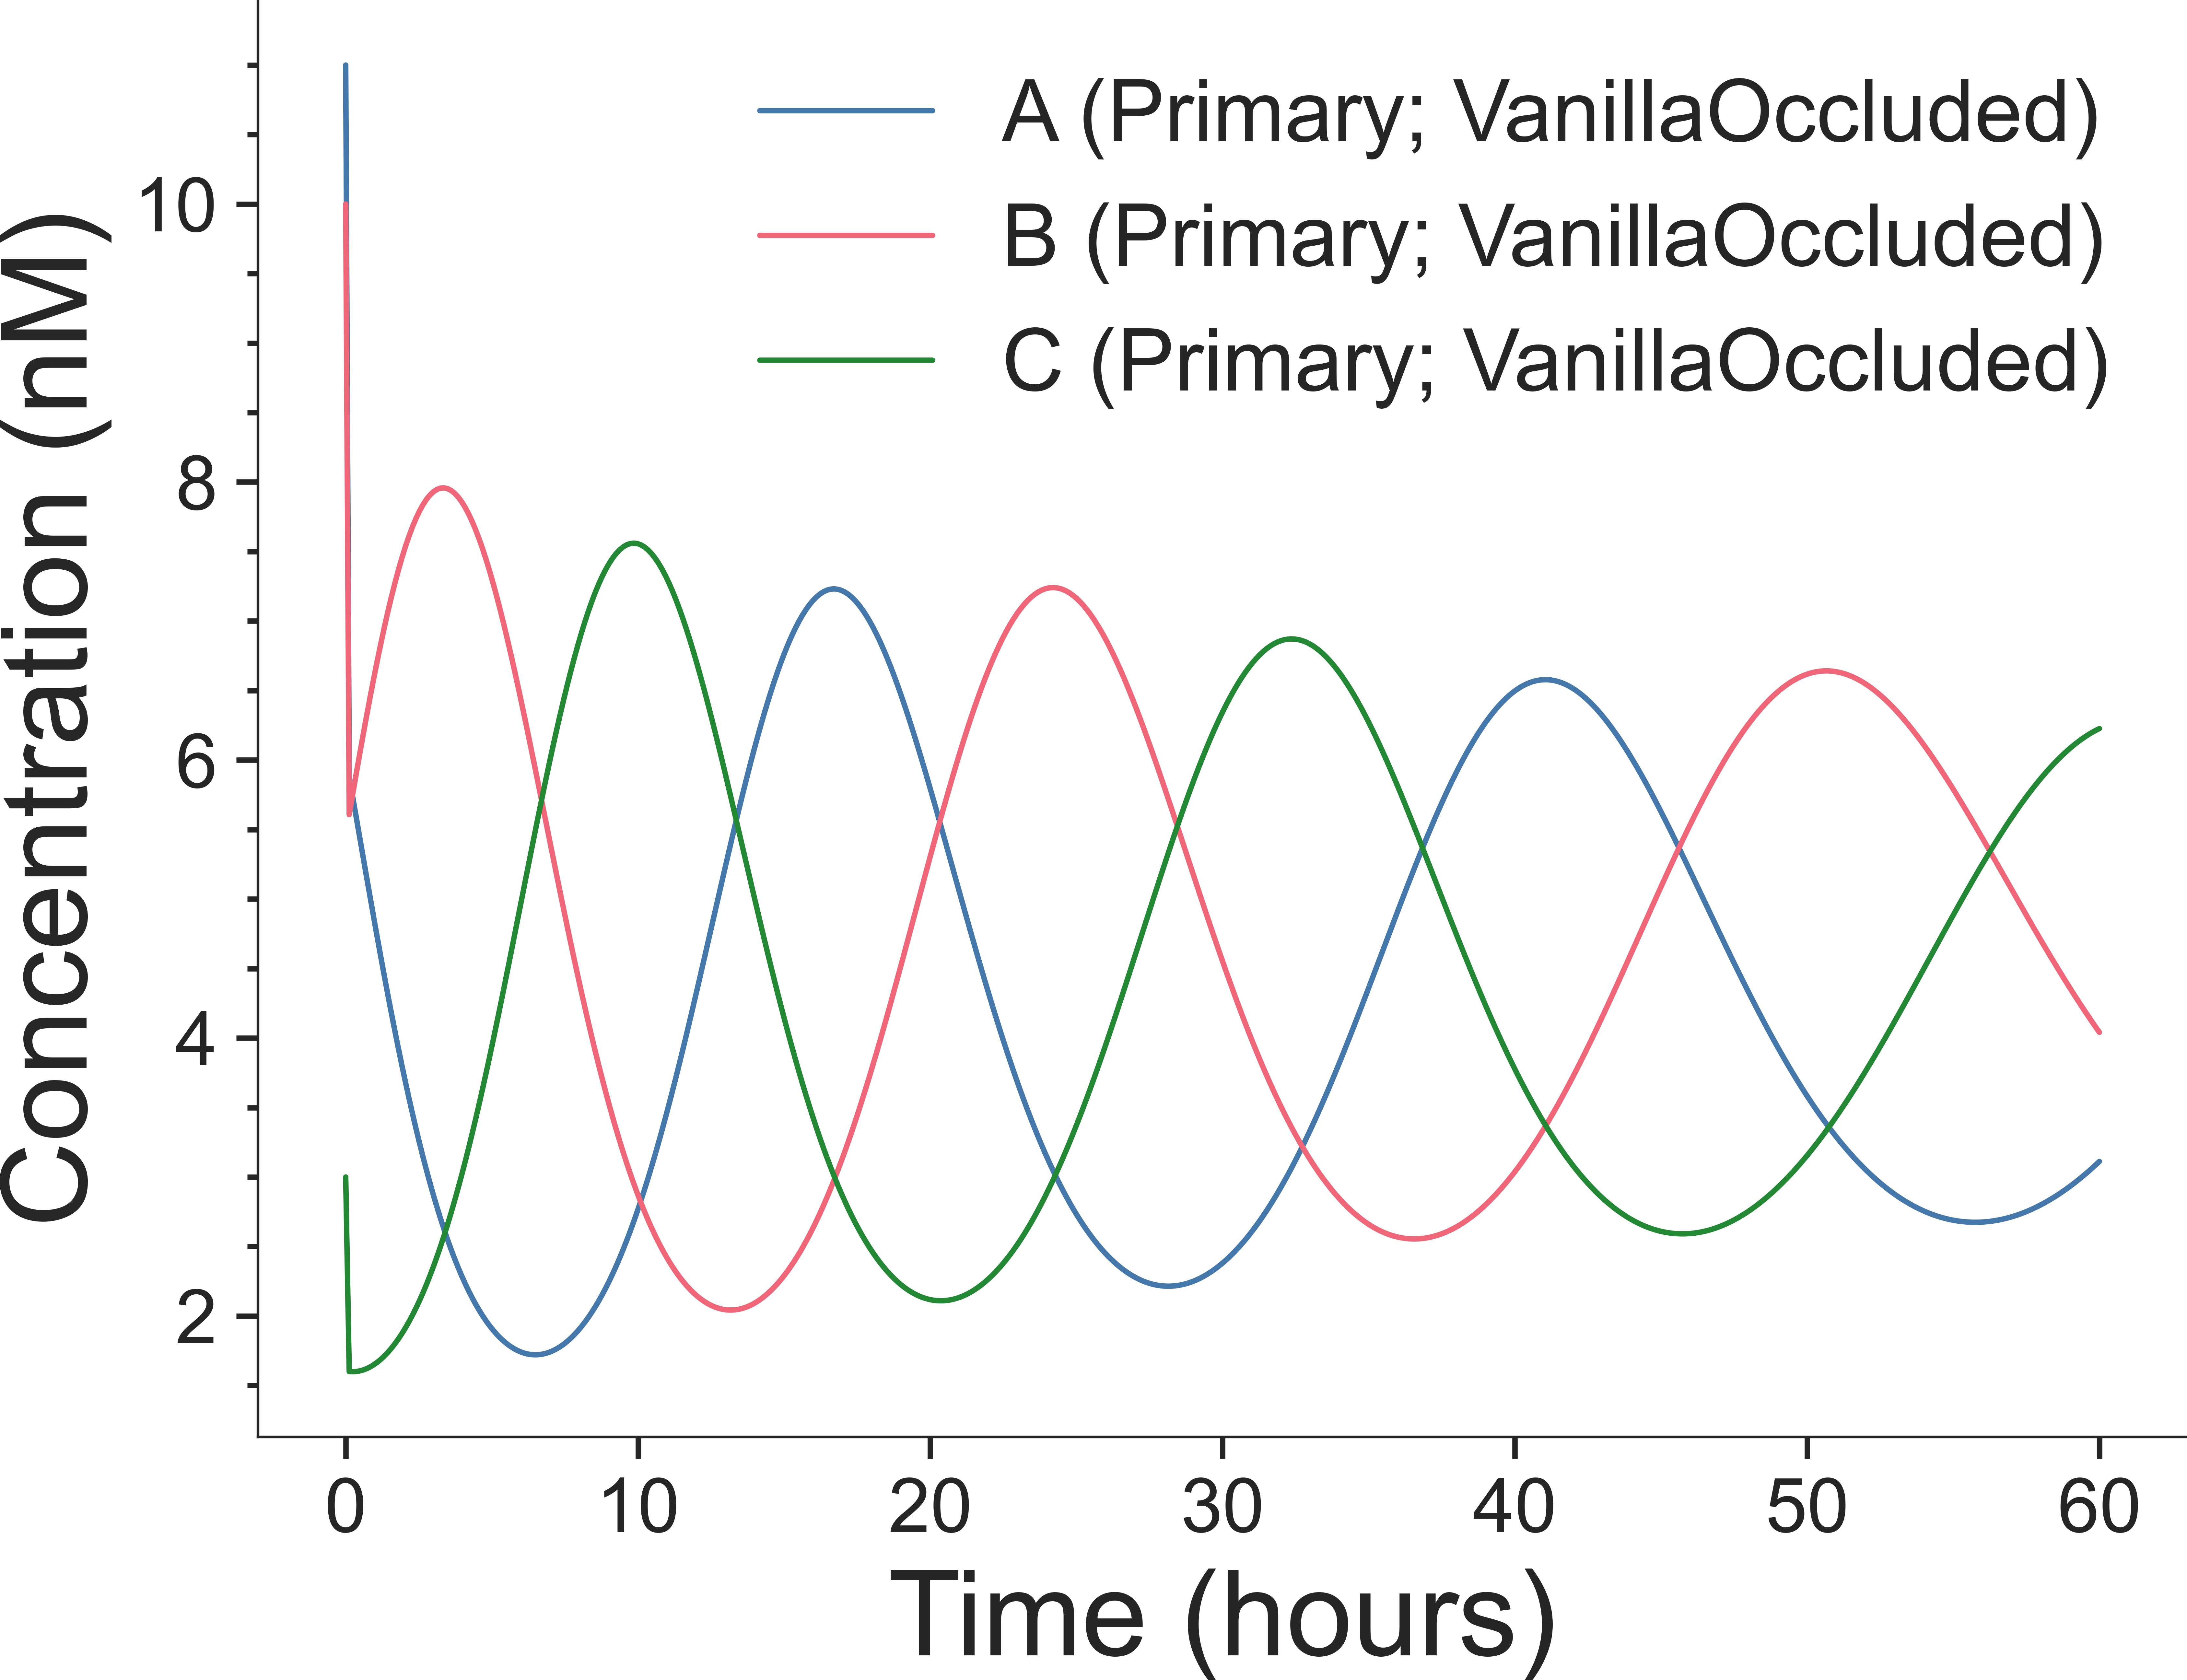 Concentration (nM)
10
8
6
4
2
A (Primary; VanillaOccluded)
B (Primary; VanillaOccluded)
C (Primary; VanillaOccluded)
0 10 20 30 40 50 60
Time (hours)